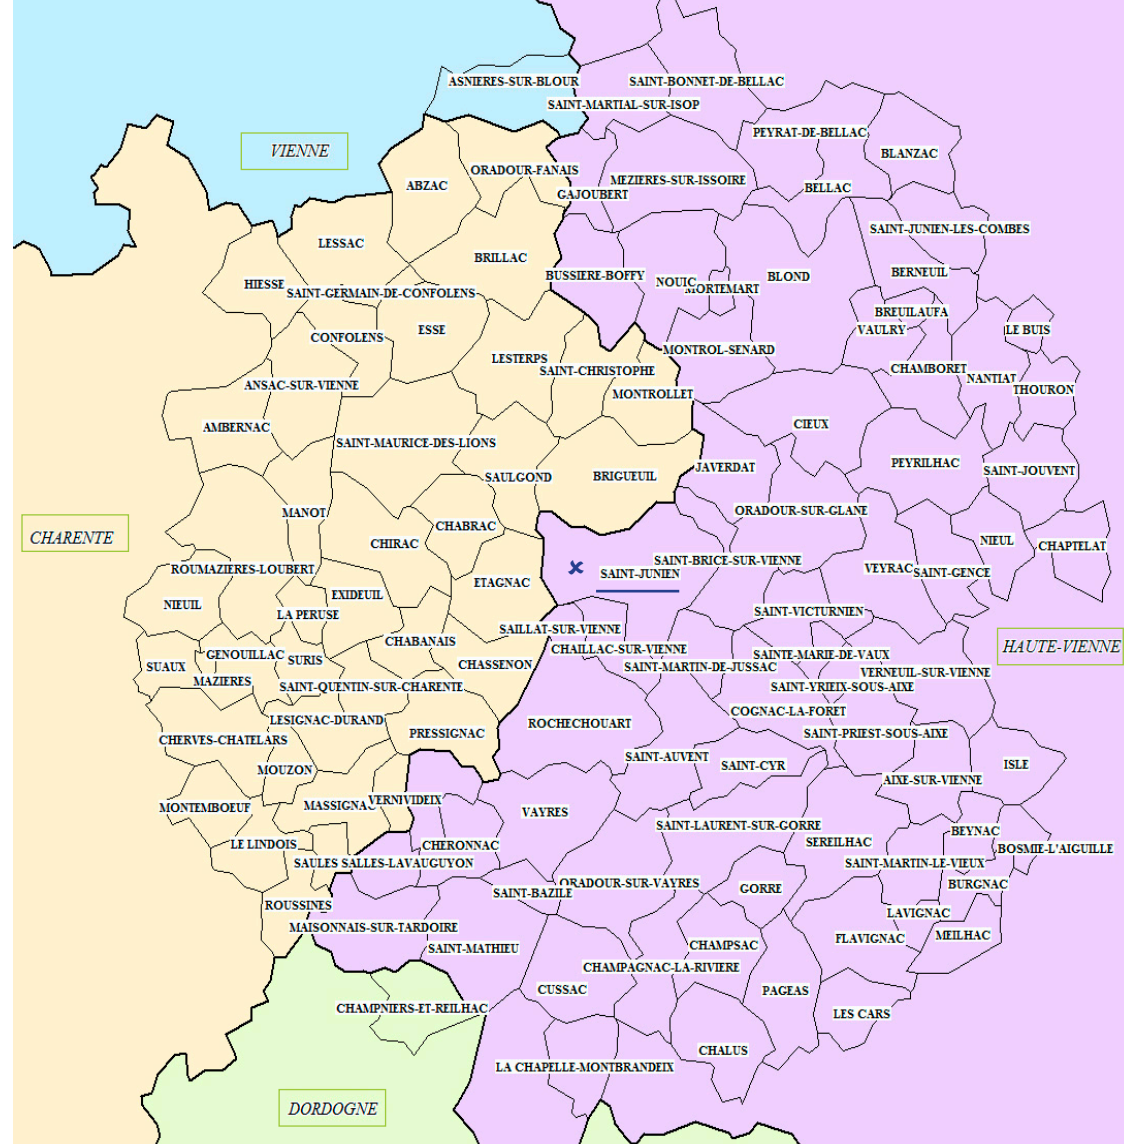 ASNIERES-SUR-BLOUR
SAINT-BONNET-DE-BELLAC
SAINT-MARTIAL-SUR-ISOP
VIENNE
PEYRAT-DE-BELLAC
BLANZAC
ORADOUR-FANAIS
ABZAC
MEZIERES-SUR-ISSOIRE
GAJOUBERT
BELLAC
SAINT-JUNIEN-LES-COMBES
LESSAC
BRILLAC
BUSSIERE-BOFFY
NOUIC
MORTEMART
BLOND
BERNEUIL
HIESSE
SAINT-GERMAIN-DE-CONFOLENS
BREUILAUFA
VAULRY
LE BUIS
CONFOLENS
ESSE
LESTERPS
MONTROL-SENARD
SAINT-CHRISTOPHE
CHAMBORET
NANTIAT
ANSAC-SUR-VIENNE
MONTROLLET
THOURON
AMBERNAC
CIEUX
SAINT-MAURICE-DES-LIONS
JAVERDAT
PEYRILHAC
SAINT-JOUVENT
SAULGOND
BRIGUEUIL
MANOT
ORADOUR-SUR-GLANE
CHABRAC
CHARENTE
CHIRAC
NIEUL
CHAPTELAT
ROUMAZIERES-LOUBERT
ETAGNAC
SAINT-JUNIEN
SAINT-BRICE-SUR-VIENNE
VEYRAC
SAINT-GENCE
NIEUIL
EXIDEUIL
LA PERUSE
SAINT-VICTURNIEN
SAILLAT-SUR-VIENNE
CHABANAIS
CHAILLAC-SUR-VIENNE
HAUTE-VIENNE
GENOUILLAC
SURIS
SUAUX
MAZIERES
CHASSENON
SAINT-MARTIN-DE-JUSSAC
SAINTE-MARIE-DE-VAUX
VERNEUIL-SUR-VIENNE
SAINT-QUENTIN-SUR-CHARENTE
SAINT-YRIEIX-SOUS-AIXE
LESIGNAC-DURAND
ROCHECHOUART
COGNAC-LA-FORET
CHERVES-CHATELARS
PRESSIGNAC
SAINT-PRIEST-SOUS-AIXE
MOUZON
SAINT-AUVENT
SAINT-CYR
ISLE
AIXE-SUR-VIENNE
MONTEMBOEUF
MASSIGNAC
VIDEIX
VAYRES
SAINT-LAURENT-SUR-GORRE
BEYNAC
LE LINDOIS
CHERONNAC
SEREILHAC
BOSMIE-L'AIGUILLE
SALLES-LAVAUGUYON
SAINT-MARTIN-LE-VIEUX
SAINT-BAZILE
ORADOUR-SUR-VAYRES
GORRE
BURGNAC
ROUSSINES
LAVIGNAC
MAISONNAIS-SUR-TARDOIRE
SAINT-MATHIEU
CHAMPSAC
FLAVIGNAC
MEILHAC
CHAMPAGNAC-LA-RIVIERE
CUSSAC
PAGEAS
CHAMPNIERS-ET-REILHAC
LES CARS
CHALUS
LA CHAPELLE-MONTBRANDEIX
DORDOGNE